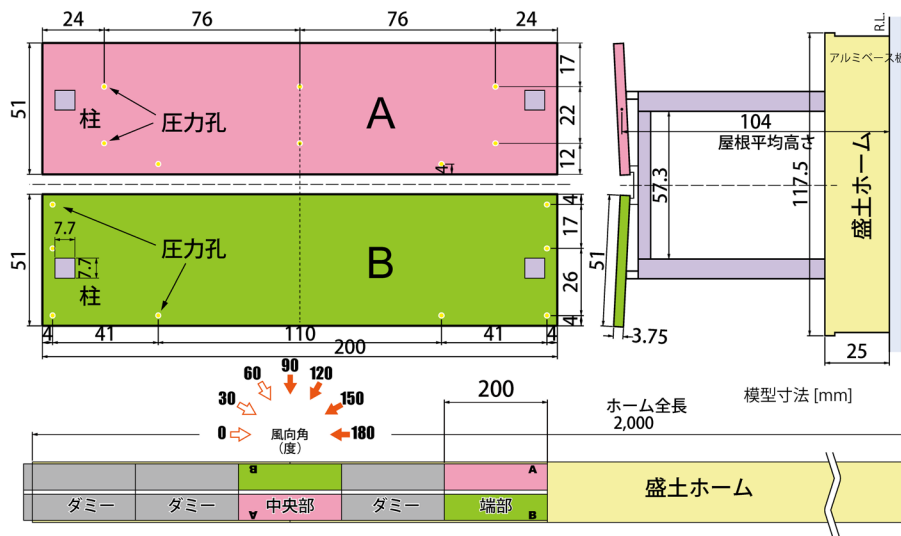 24
76
76
24
51
A
柱
圧力孔
17
22
12
4
51
B
7.7
7.7
柱
圧力孔
4
17
26
4
4
41
110
41
4
200
R.L.
アルミベース板
104
屋根平均高さ
57.3
117.5
盛土ホーム
51
3.75
25
模型寸法 [mm]
0
30
60
90
120
150
180
風向角
(度)
200
ホーム全長
2,000
B
A
ダミー
ダミー
中央部
ダミー
端部
A
B
盛土ホーム